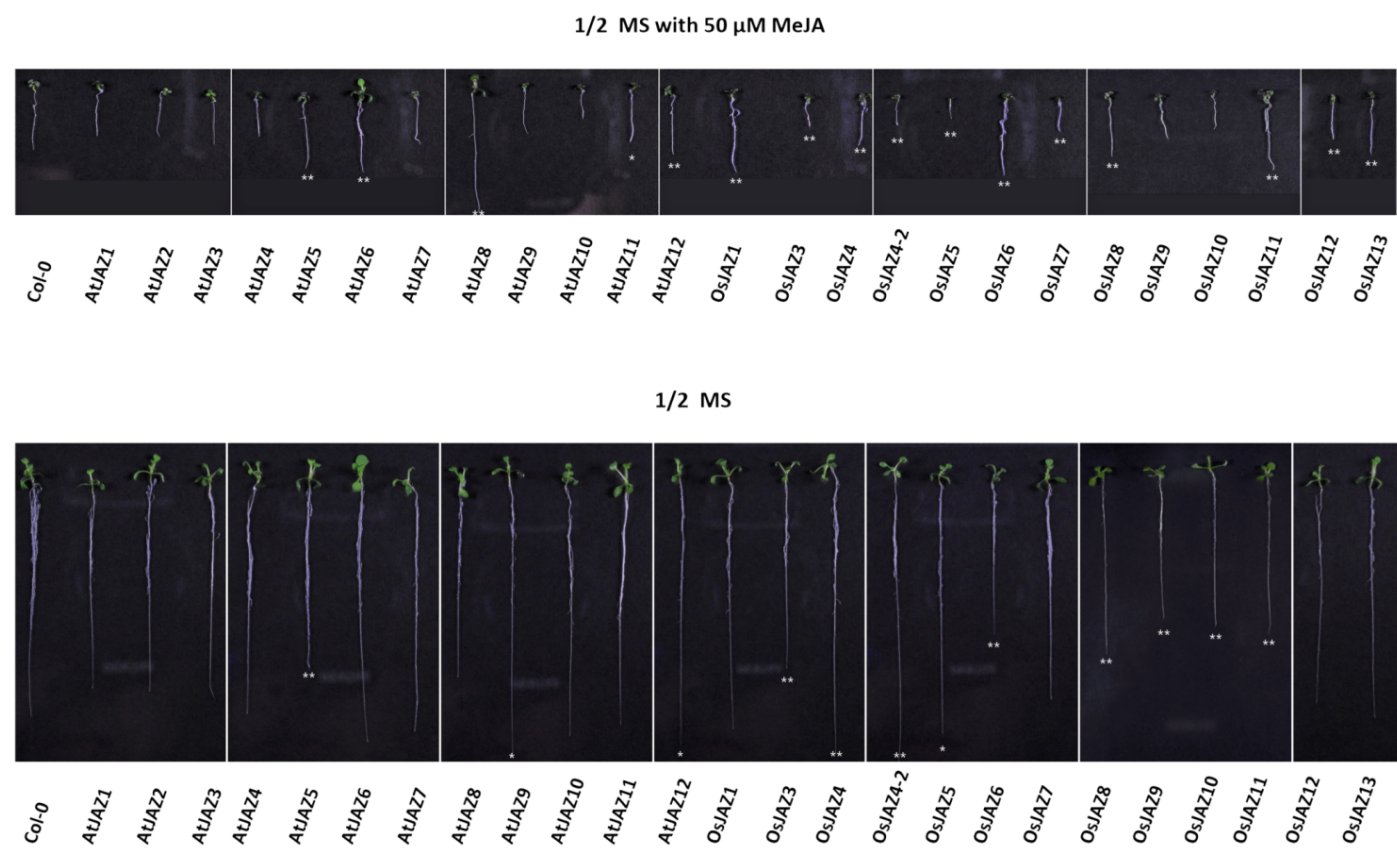 1/2 MS with 50 µM MeJA
** ** ** * ** ** ** ** ** ** ** ** ** ** ** **
Col-0 AtJAZ1 AtJAZ2 AtJAZ3 AtJAZ4 AtJAZ5 AtJAZ6 AtJAZ7 AtJAZ8 AtJAZ9 AtJAZ10 AtJAZ11 AtJAZ12 OsJAZ1 OsJAZ3 OsJAZ4 OsJAZ4-2 OsJAZ5 OsJAZ6 OsJAZ7 OsJAZ8 OsJAZ9 OsJAZ10 OsJAZ11 OsJAZ12 OsJAZ13
1/2 MS
** * * ** ** ** * ** ** ** ** **
Col-0 AtJAZ1 AtJAZ2 AtJAZ3 AtJAZ4 AtJAZ5 AtJAZ6 AtJAZ7 AtJAZ8 AtJAZ9 AtJAZ10 AtJAZ11 AtJAZ12 OsJAZ1 OsJAZ3 OsJAZ4 OsJAZ4-2 OsJAZ5 OsJAZ6 OsJAZ7 OsJAZ8 OsJAZ9 OsJAZ10 OsJAZ11 OsJAZ12 OsJAZ13